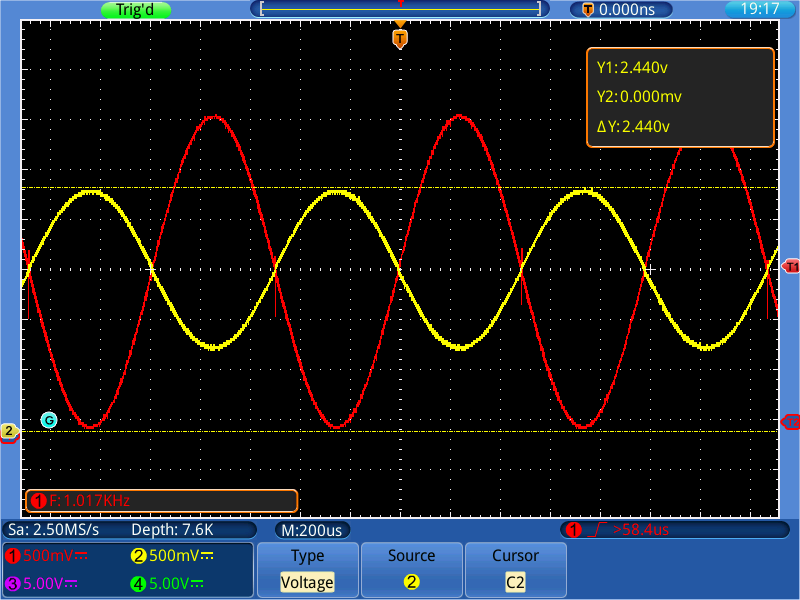 Trig'd
T 0.000ns
19:17
T
Y1:2.440v
Y2:0.000mv
ΔY:2.440v
T1
G
2
1 F:1.017KHz
Sa: 2.50MS/s Depth: 7.6K M:200us 1 >58.4us
1 500mV 2 500mV
3 5.00V 4 5.00V
Type Source Cursor
Voltage 2 C2